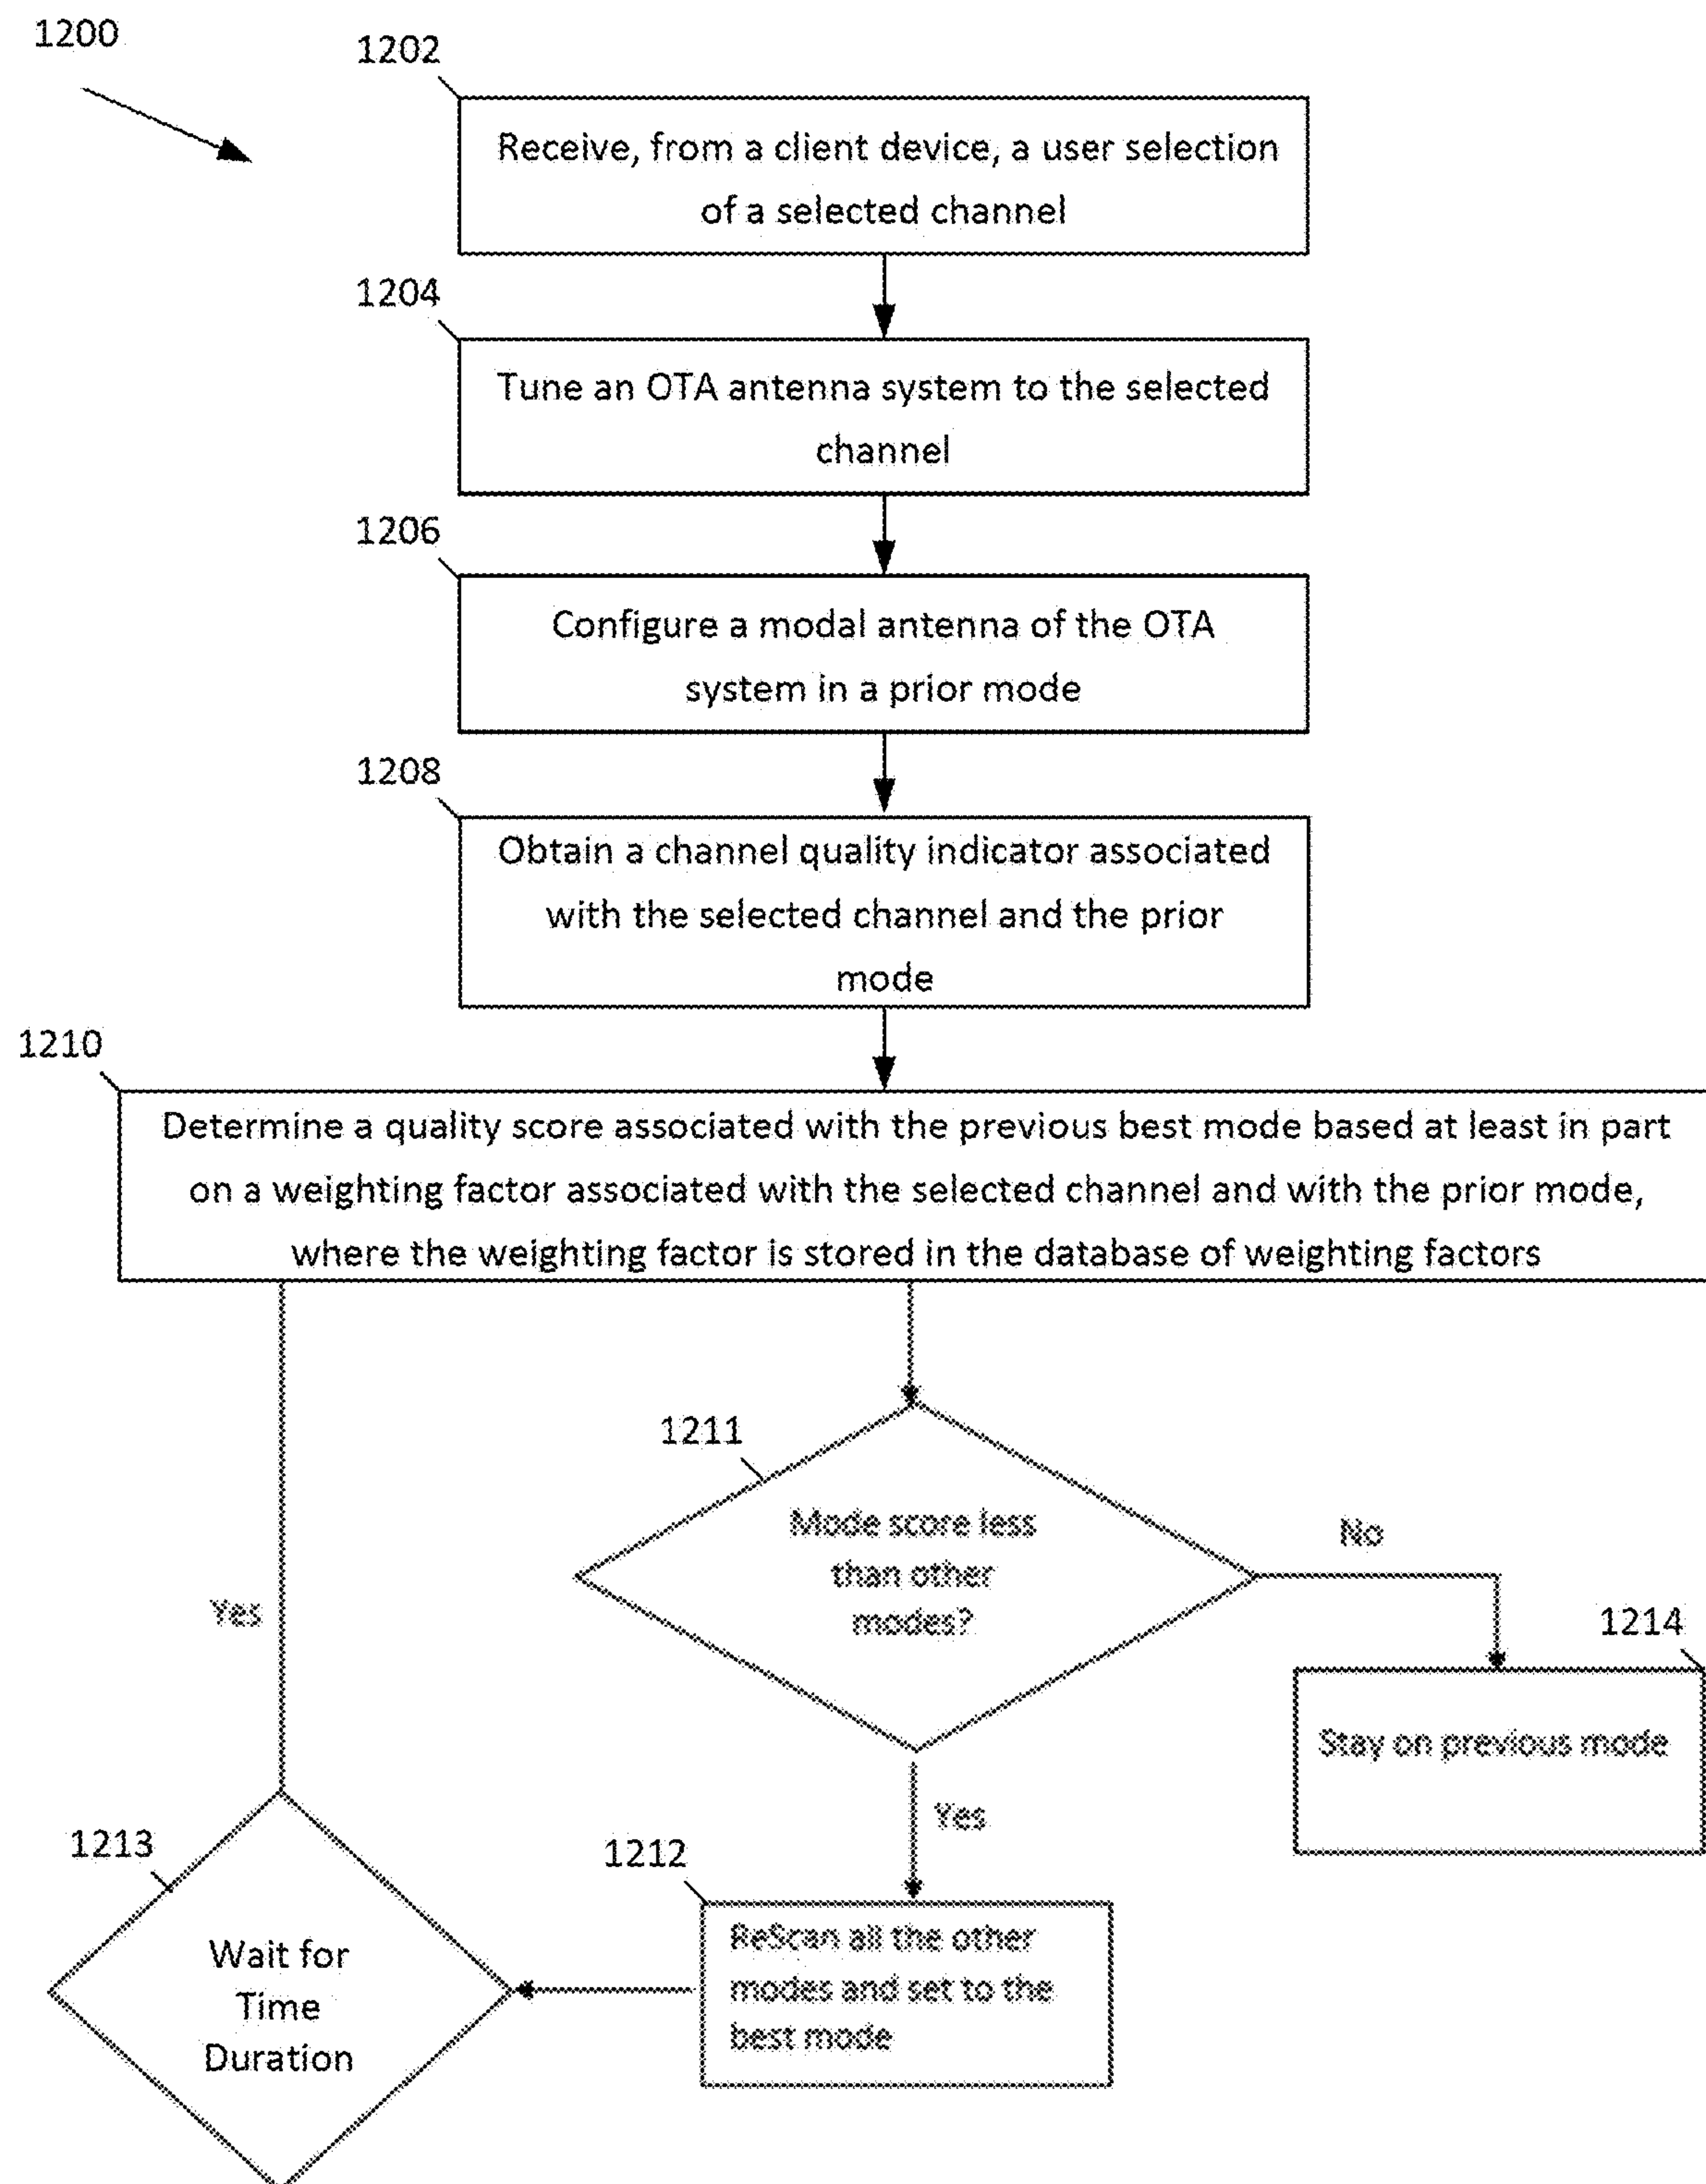 1200
1202
Receive, from a client device, a user selection
of a selected channel
1204
Tune an OTA antenna system to the selected
channel
1206
Configure a modal antenna of the OTA
system in a prior mode
1208
Obtain a channel quality indicator associated
with the selected channel and the prior
mode
1210
Determine a quality score associated with the previous best mode based at least in part
on a weighting factor associated with the selected channel and with the prior mode,
where the weighting factor is stored in the database of weighting factors
1211
Mode score less
than other
modes?
No
Yes
1214
Stay on previous mode
Yes
1213
Wait for
Time
Duration
1212
ReScan all the other
modes and set to the
best mode